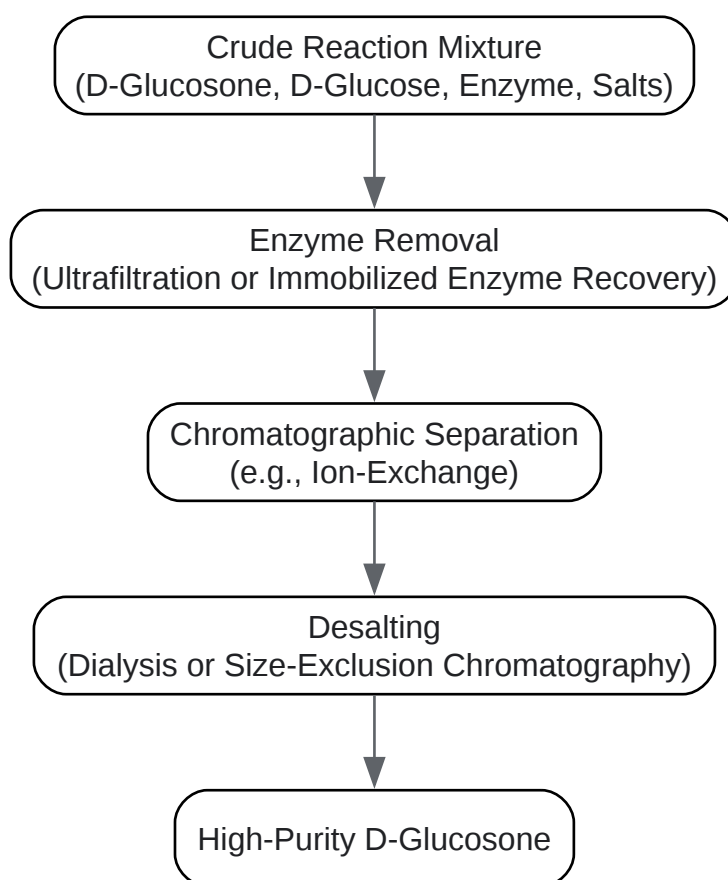 Crude Reaction Mixture
(D-Glucosone, D-Glucose, Enzyme, Salts)
Enzyme Removal
(Ultrafiltration or Immobilized Enzyme Recovery)
Chromatographic Separation
(e.g., Ion-Exchange)
Desalting
(Dialysis or Size-Exclusion Chromatography)
High-Purity D-Glucosone